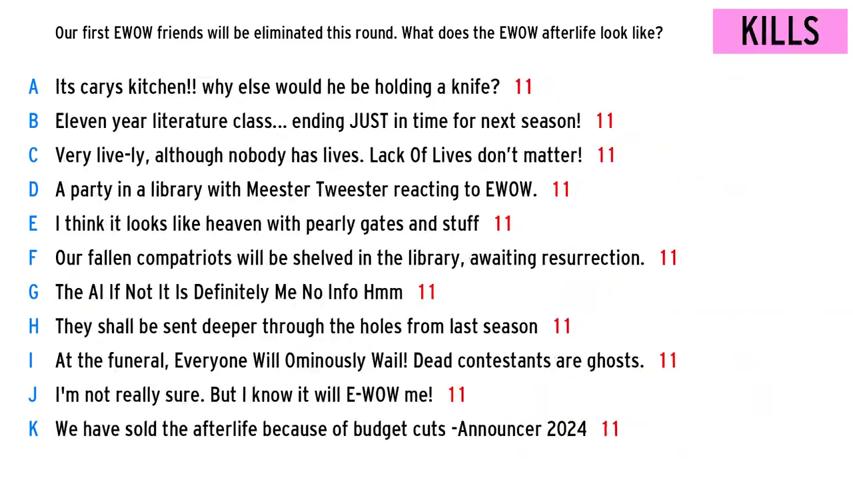 Our first EWOW friends will be eliminated this round. What does the EWOW afterlife look like?
KILLS
A Its carys kitchen!! why else would he be holding a knife? 11
B Eleven year literature class... ending JUST in time for next season! 11
C Very live-ly, although nobody has lives. Lack Of Lives don't matter! 11
D A party in a library with Meester Tweester reacting to EWOW. 11
E I think it looks like heaven with pearly gates and stuff 11
F Our fallen compatriots will be shelved in the library, awaiting resurrection. 11
G The AI If Not It Is Definitely Me No Info Hmm 11
H They shall be sent deeper through the holes from last season 11
I At the funeral, Everyone Will Ominously Wail! Dead contestants are ghosts. 11
J I'm not really sure. But I know it will E-WOW me! 11
K We have sold the afterlife because of budget cuts -Announcer 2024 11